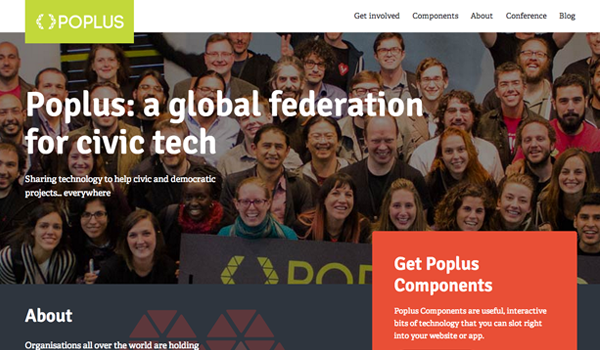 POPLUS
Get involved Components About Conference Blog
Poplus: a global federation
for civic tech
Sharing technology to help civic and democratic
projects... everywhere
Get Poplus
Components
Poplus Components are useful, interactive
bits of technology that you can slot right
into your website or app.
About
Organisations all over the world are holding